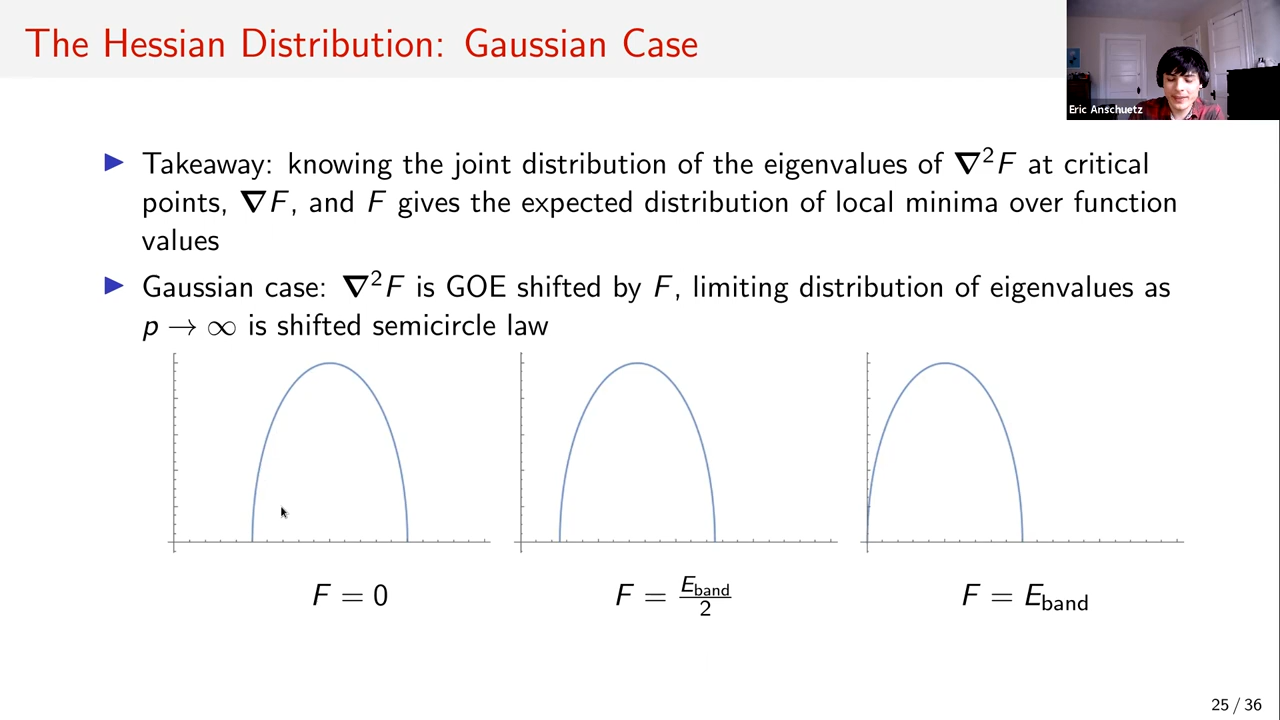 The Hessian Distribution: Gaussian Case
Eric Anschuetz
▶ Takeaway: knowing the joint distribution of the eigenvalues of ∇²F at critical
points, ∇F, and F gives the expected distribution of local minima over function
values
▶ Gaussian case: ∇²F is GOE shifted by F, limiting distribution of eigenvalues as
p → ∞ is shifted semicircle law
F = 0
F = E_band/2
F = E_band
25 / 36